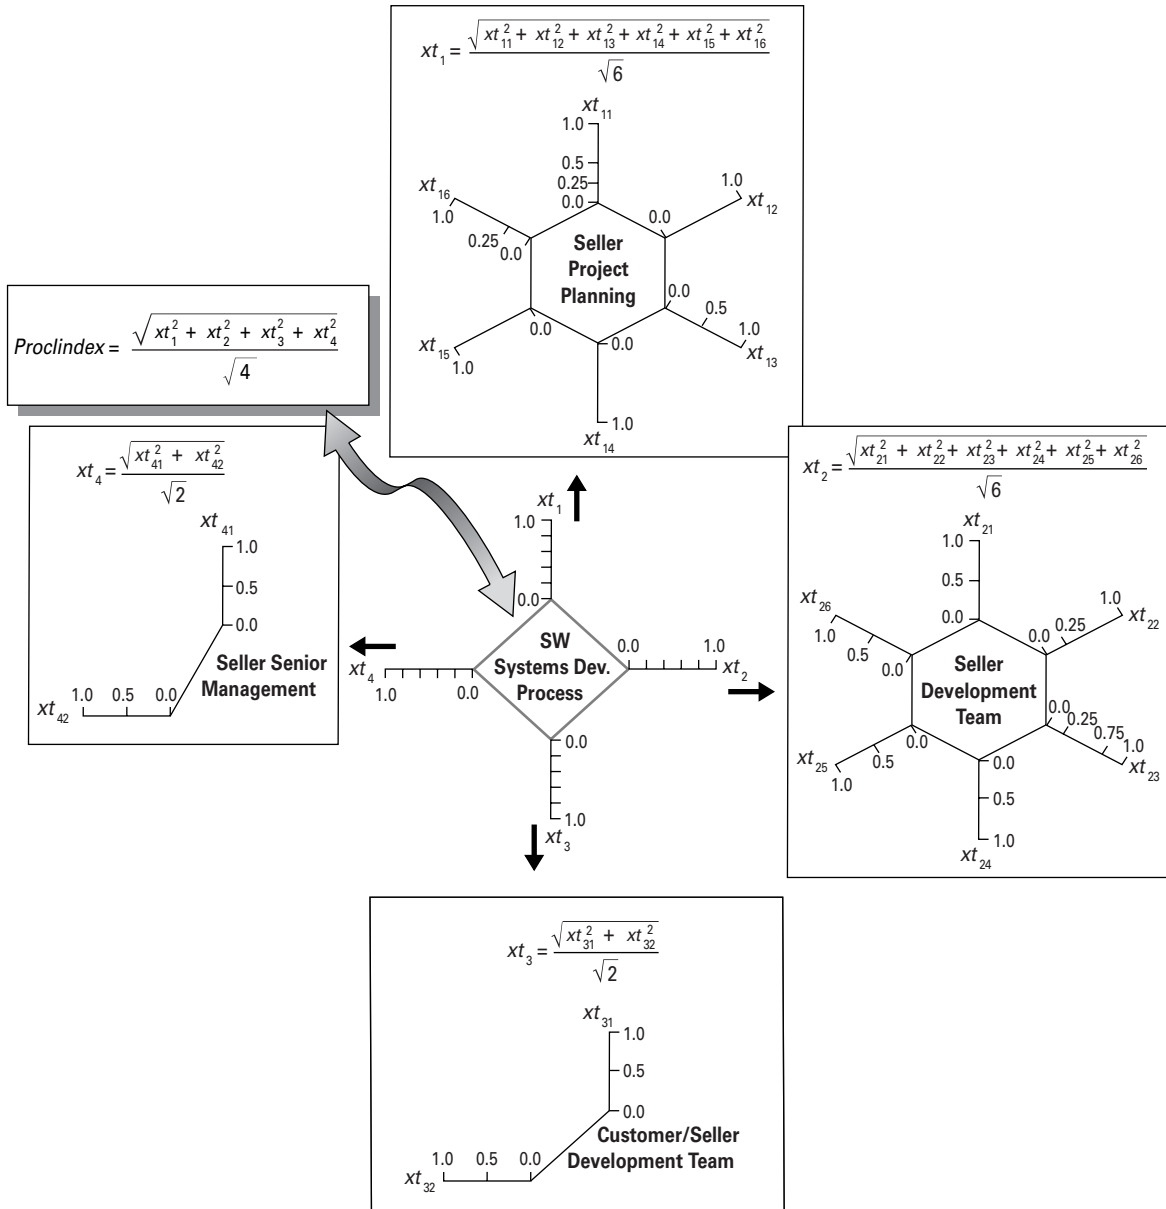 xt₁ = √(xt₁₁² + xt₁₂² + xt₁₃² + xt₁₄² + xt₁₅² + xt₁₆²) / √6
xt₁₁
1.0
0.5
0.25
0.0
xt₁₆
1.0
0.25
0.0
1.0
xt₁₂
0.0
Seller
Project
Planning
0.0
0.5
1.0
xt₁₃
0.0
xt₁₅
1.0
0.0
1.0
xt₁₄
ProcIindex = √(xt₁² + xt₂² + xt₃² + xt₄²) / √4
xt₄ = √(xt₄₁² + xt₄₂²) / √2
xt₄₁
1.0
0.5
0.0
Seller Senior
Management
1.0 0.5 0.0
xt₄₂
xt₁
1.0
0.0
SW
Systems Dev.
Process
0.0 1.0
xt₂
xt₄
1.0 0.0
0.0
1.0
xt₃
xt₂ = √(xt₂₁² + xt₂₂² + xt₂₃² + xt₂₄² + xt₂₅² + xt₂₆²) / √6
xt₂₁
1.0
0.5
0.0
xt₂₆
1.0
0.5
0.0
1.0
xt₂₂
0.25
0.0
Seller
Development
Team
0.0
0.25
0.75
1.0
xt₂₃
0.0
0.5
xt₂₅
1.0
0.0
0.5
1.0
xt₂₄
xt₃ = √(xt₃₁² + xt₃₂²) / √2
xt₃₁
1.0
0.5
0.0
Customer/Seller
Development Team
1.0 0.5 0.0
xt₃₂